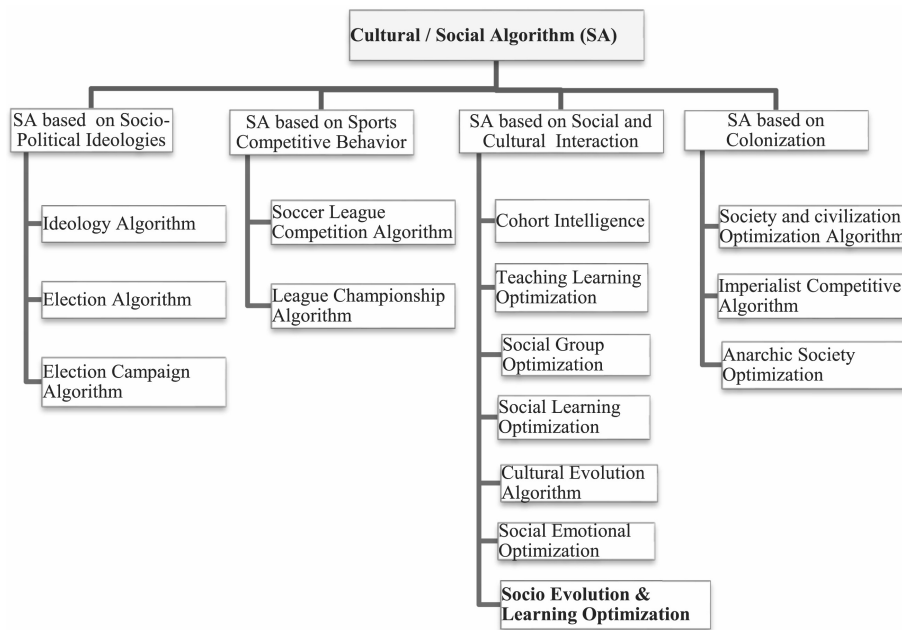 Cultural / Social Algorithm (SA)
SA based on Socio-
Political Ideologies
Ideology Algorithm
Election Algorithm
Election Campaign
Algorithm
SA based on Sports
Competitive Behavior
Soccer League
Competition Algorithm
League Championship
Algorithm
SA based on Social and
Cultural Interaction
Cohort Intelligence
Teaching Learning
Optimization
Social Group
Optimization
Social Learning
Optimization
Cultural Evolution
Algorithm
Social Emotional
Optimization
Socio Evolution &
Learning Optimization
SA based on
Colonization
Society and civilization
Optimization Algorithm
Imperialist Competitive
Algorithm
Anarchic Society
Optimization